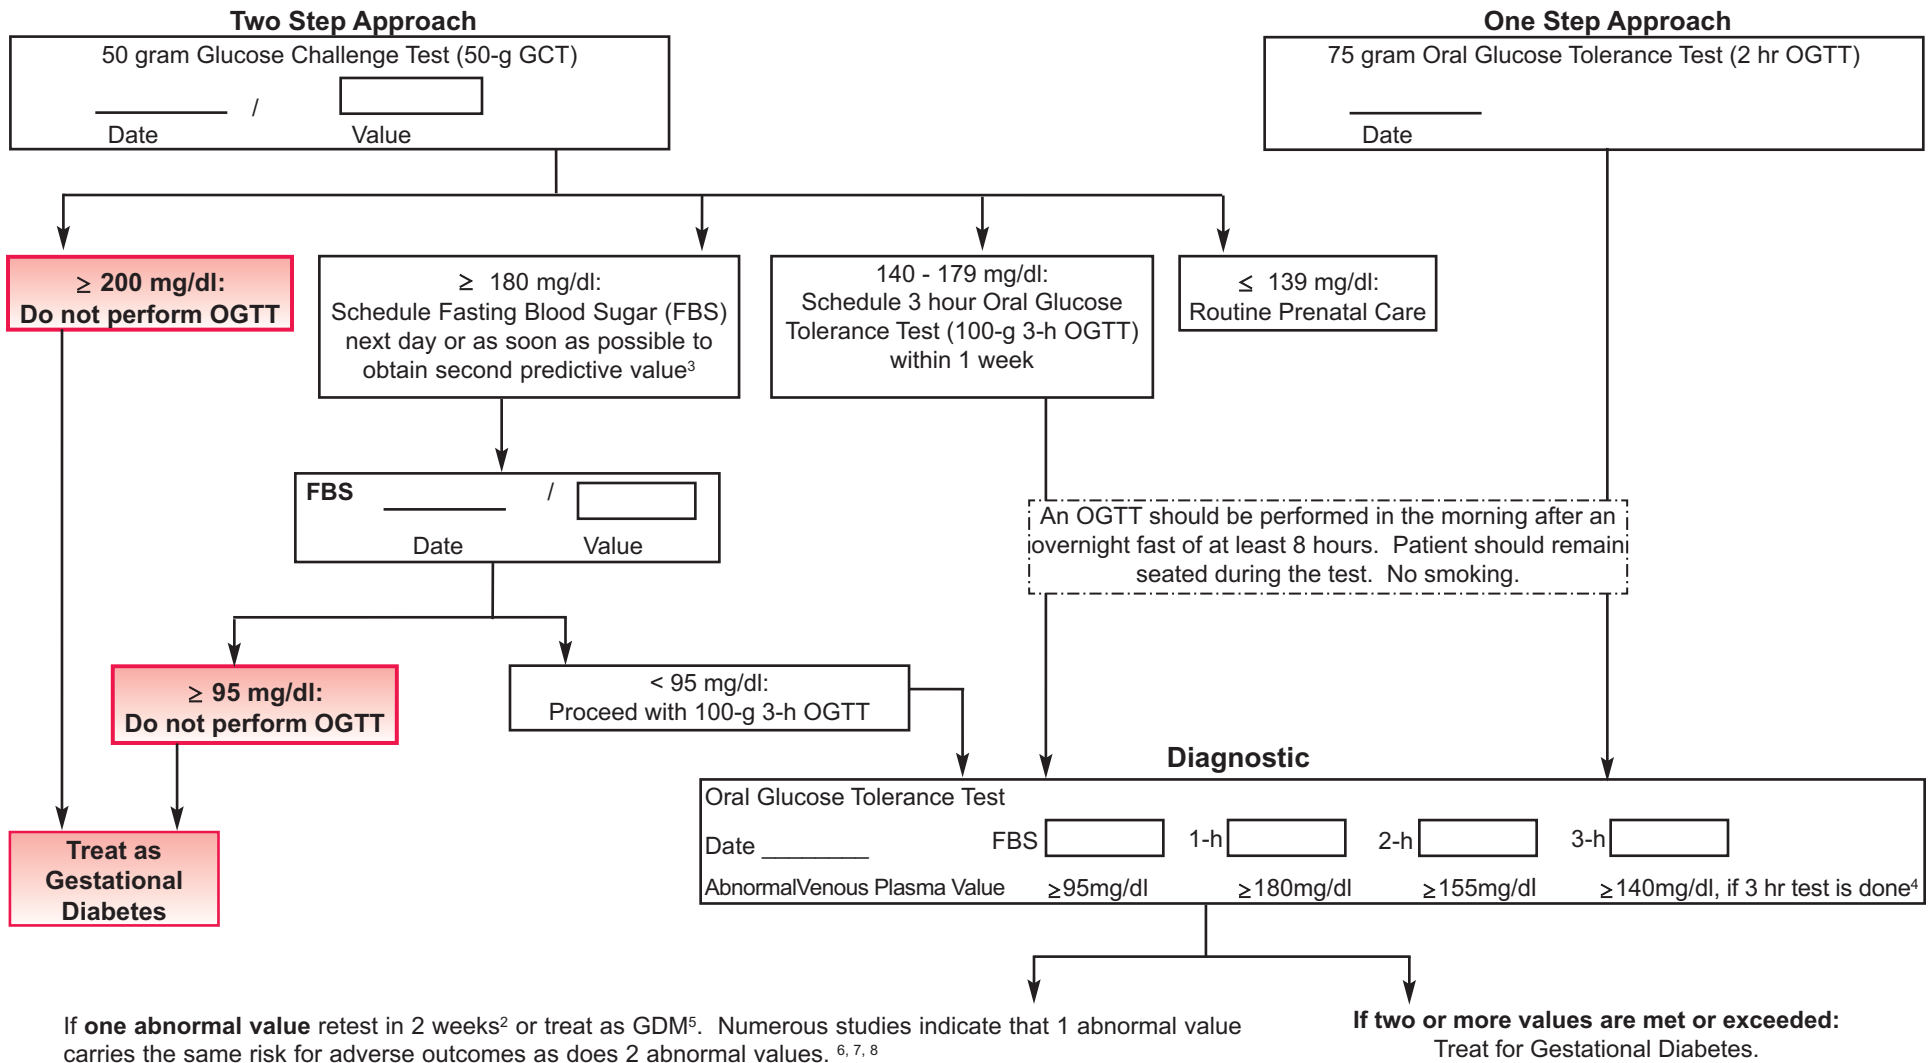 Two Step Approach
50 gram Glucose Challenge Test (50-g GCT)
/
Date Value
One Step Approach
75 gram Oral Glucose Tolerance Test (2 hr OGTT)
Date
≥ 200 mg/dl:
Do not perform OGTT
≥ 180 mg/dl:
Schedule Fasting Blood Sugar (FBS)
next day or as soon as possible to
obtain second predictive value³
140 - 179 mg/dl:
Schedule 3 hour Oral Glucose
Tolerance Test (100-g 3-h OGTT)
within 1 week
≤ 139 mg/dl:
Routine Prenatal Care
FBS ________ /
Date Value
An OGTT should be performed in the morning after an
overnight fast of at least 8 hours. Patient should remain
seated during the test. No smoking.
≥ 95 mg/dl:
Do not perform OGTT
< 95 mg/dl:
Proceed with 100-g 3-h OGTT
Treat as
Gestational
Diabetes
Diagnostic
Oral Glucose Tolerance Test
Date ________ FBS 1-h 2-h 3-h
AbnormalVenous Plasma Value ≥95mg/dl ≥180mg/dl ≥155mg/dl ≥140mg/dl, if 3 hr test is done⁴
If one abnormal value retest in 2 weeks² or treat as GDM⁵. Numerous studies indicate that 1 abnormal value
carries the same risk for adverse outcomes as does 2 abnormal values. ⁶, ⁷, ⁸
If two or more values are met or exceeded:
Treat for Gestational Diabetes.